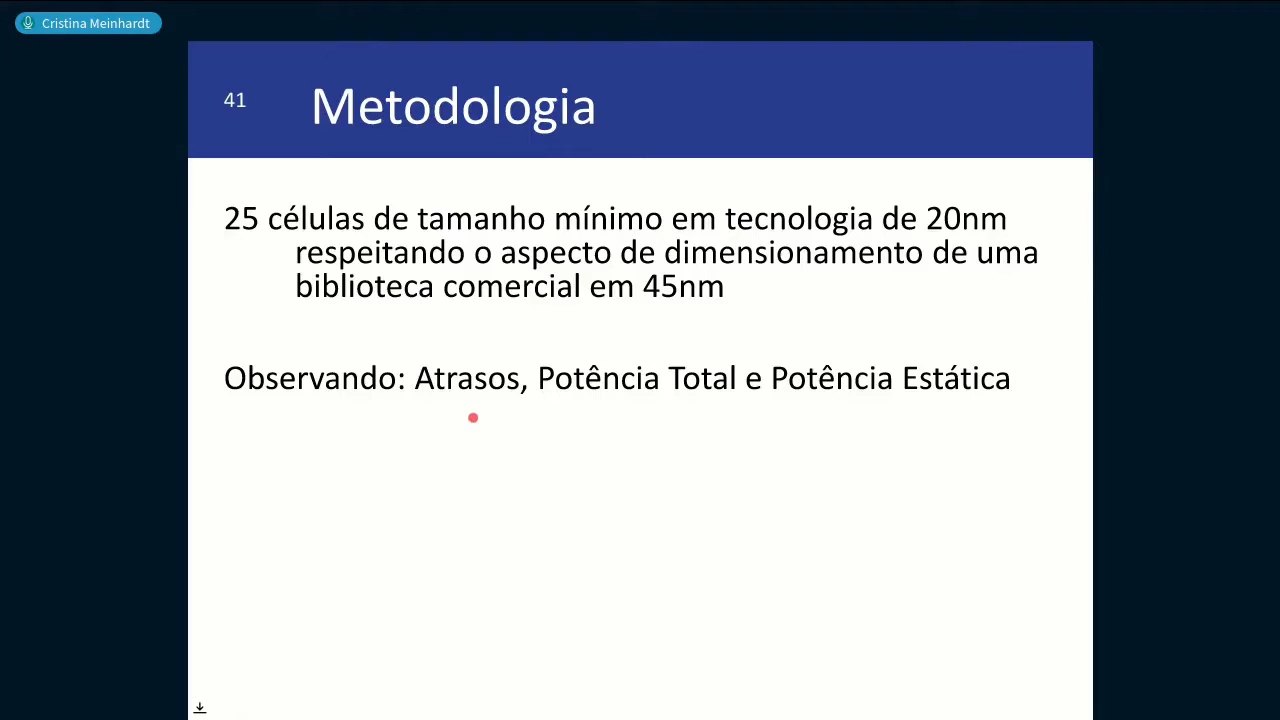 Cristina Meinhardt
41
Metodologia
25 células de tamanho mínimo em tecnologia de 20nm
respeitando o aspecto de dimensionamento de uma
biblioteca comercial em 45nm
Observando: Atrasos, Potência Total e Potência Estática